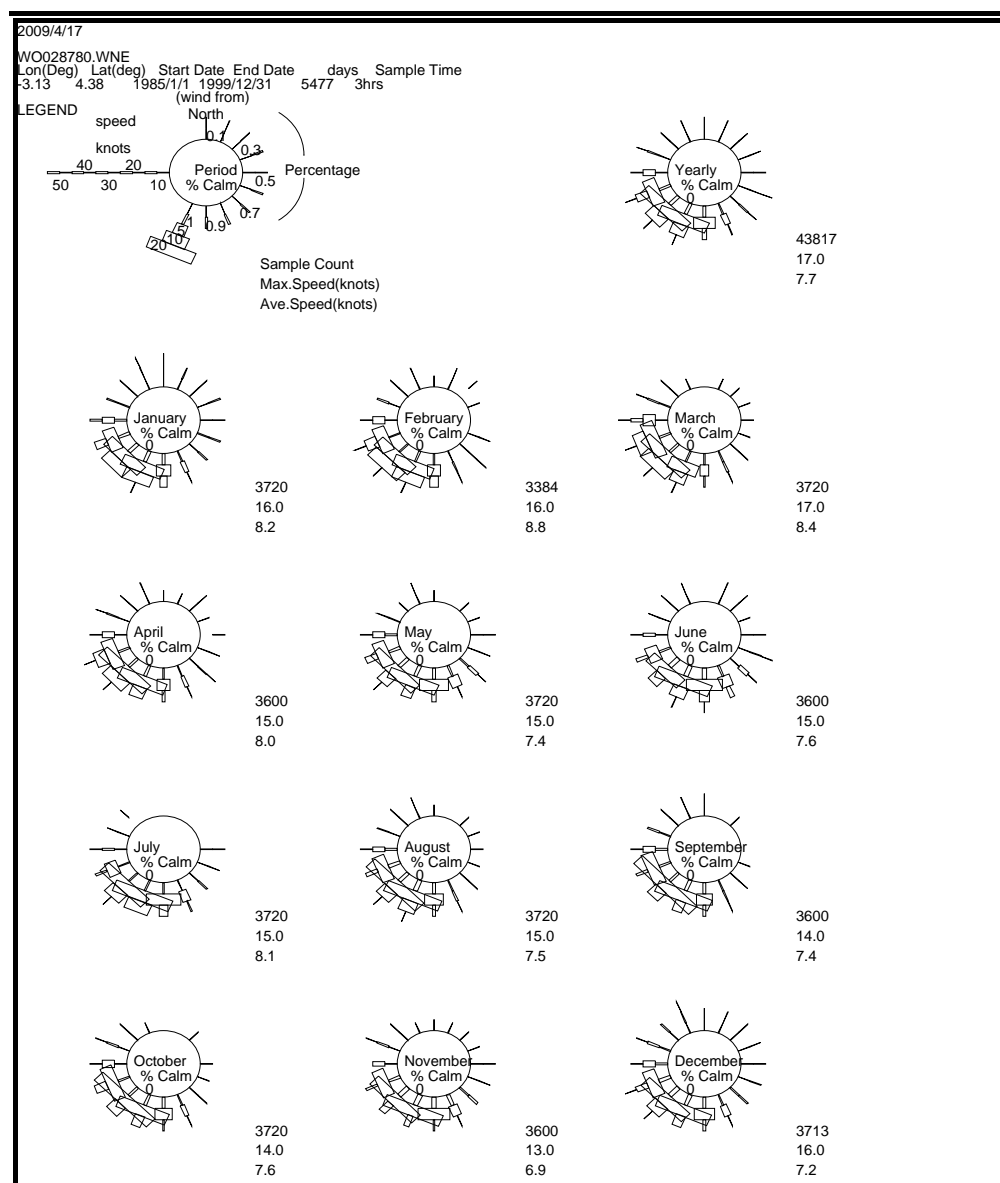 2009/4/17
WO028780.WNE
Lon(Deg) Lat(deg) Start Date End Date days Sample Time
-3.13 4.38 1985/1/1 1999/12/31 5477 3hrs
(wind from)
LEGEND North
speed
knots
0.1
0.3
0.5
0.7
0.9
Percentage
40 20
50 30 10
Period
% Calm
1
5
10
20
Sample Count
Max.Speed(knots)
Ave.Speed(knots)
Yearly
% Calm
0
43817
17.0
7.7
January
% Calm
0
3720
16.0
8.2
February
% Calm
0
3384
16.0
8.8
March
% Calm
0
3720
17.0
8.4
April
% Calm
0
3600
15.0
8.0
May
% Calm
0
3720
15.0
7.4
June
% Calm
0
3600
15.0
7.6
July
% Calm
0
3720
15.0
8.1
August
% Calm
0
3720
15.0
7.5
September
% Calm
0
3600
14.0
7.4
October
% Calm
0
3720
14.0
7.6
November
% Calm
0
3600
13.0
6.9
December
% Calm
0
3713
16.0
7.2